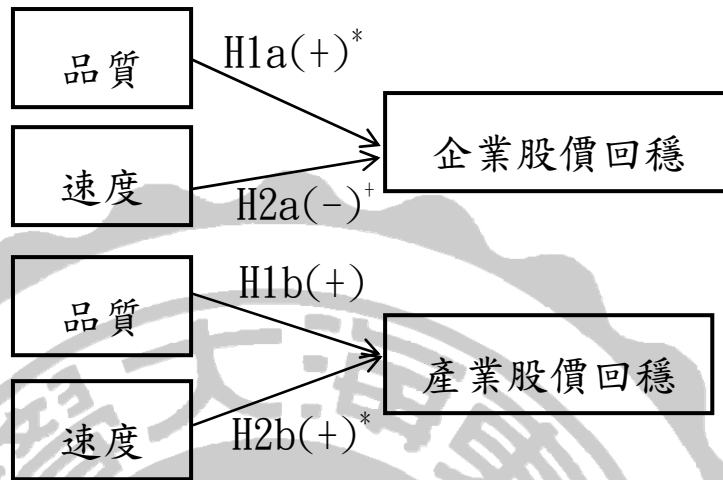 品質
H1a(+)*
企業股價回穩
速度
H2a(-)+
品質
H1b(+)
產業股價回穩
速度
H2b(+)*